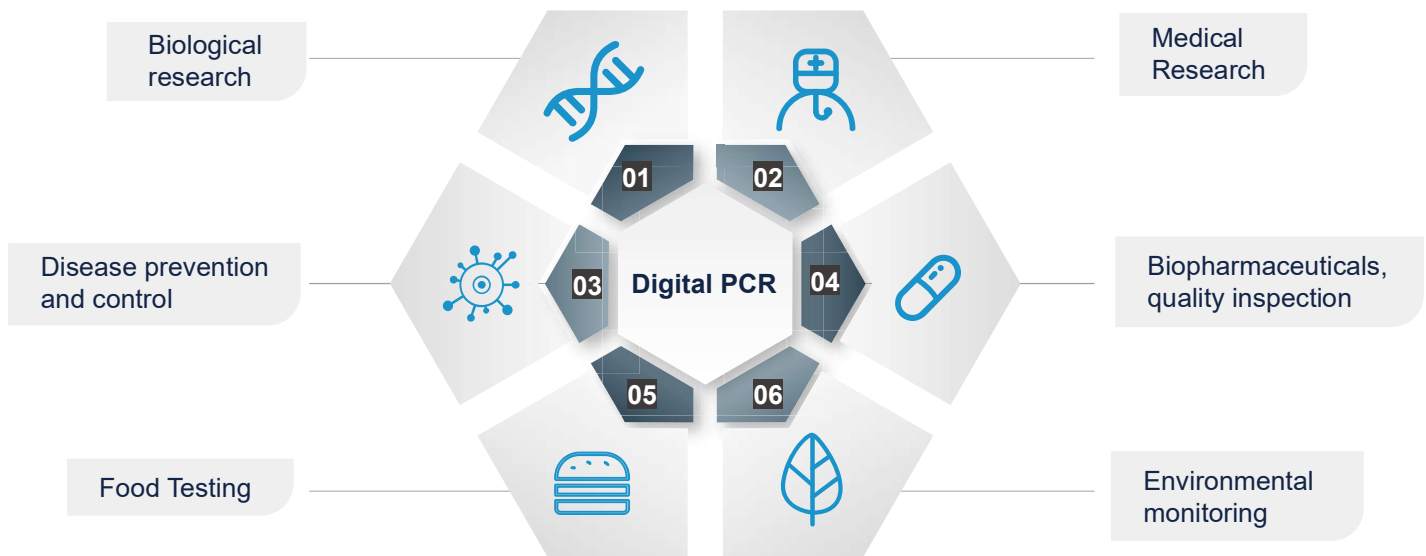 Biological
research
01
02
Medical
Research
Disease prevention
and control
03
Digital PCR
04
Biopharmaceuticals,
quality inspection
Food Testing
05
06
Environmental
monitoring